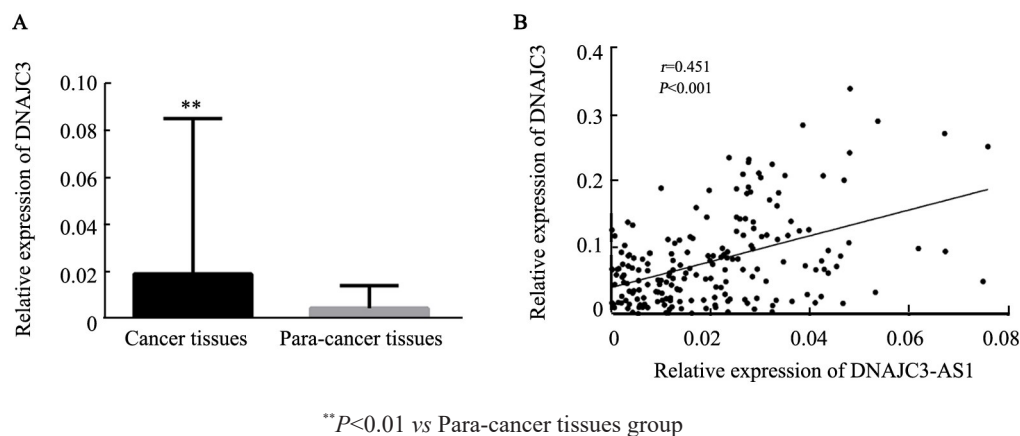 A
Relative expression of DNAJC3
0.10
0.08
0.06
0.04
0.02
0
**
Cancer tissues
Para-cancer tissues
B
Relative expression of DNAJC3
0.4
0.3
0.2
0.1
0
r=0.451
P<0.001
0
0.02
0.04
0.06
0.08
Relative expression of DNAJC3-AS1
**P<0.01 vs Para-cancer tissues group